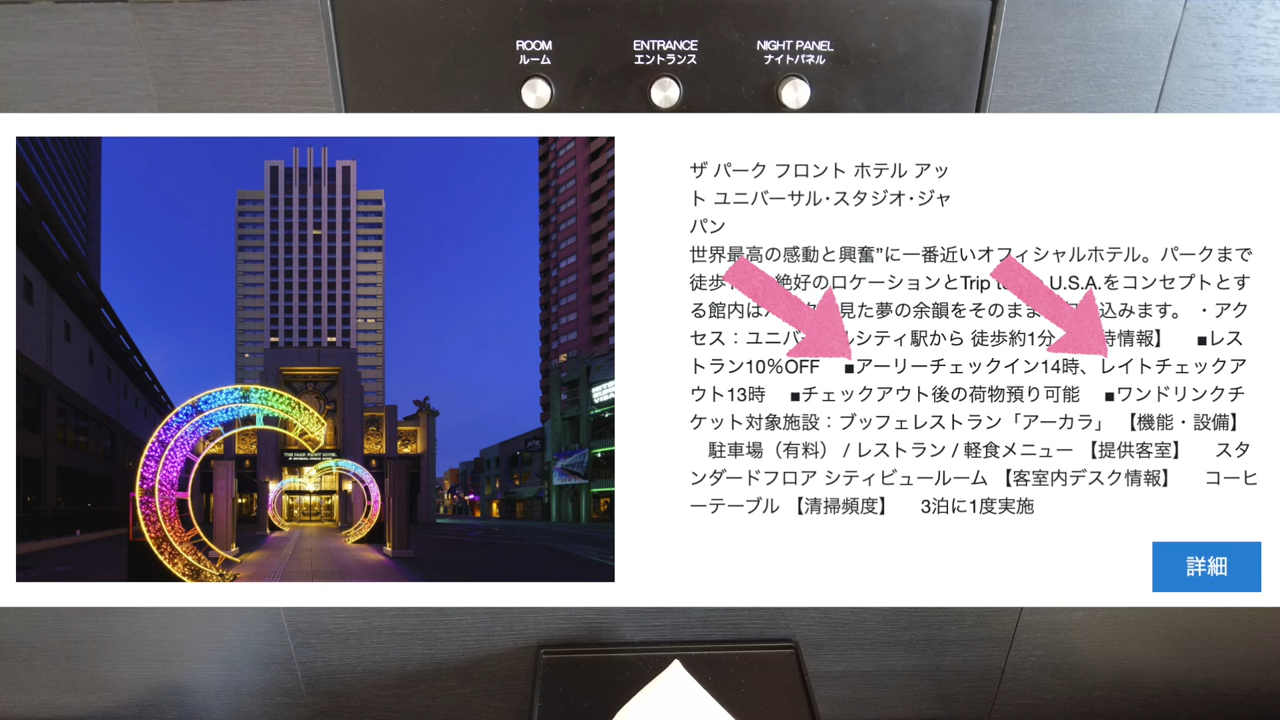 ROOM
ルーム
ENTRANCE
エントランス
NIGHT PANEL
ナイトパネル
ザ パーク フロント ホテル アッ
ト ユニバーサル・スタジオ・ジャ
パン
世界最高の感動と興奮”に一番近いオフィシャルホテル。パークまで
徒歩 絶好のロケーションとTrip U.S.A.をコンセプトとす
る館内は 見た夢の余韻をそのまま 込みます。 ・アク
セス：ユニバ ルシティ駅から 徒歩約1分 情報】 ■レス
トラン10％OFF ■アーリーチェックイン14時、レイトチェックア
ウト13時 ■チェックアウト後の荷物預り可能 ■ワンドリンクチ
ケット対象施設：ブッフェレストラン「アーカラ」 【機能・設備】
駐車場（有料） / レストラン / 軽食メニュー 【提供客室】 スタ
ンダードフロア シティビュールーム 【客室内デスク情報】 コーヒ
ーテーブル 【清掃頻度】 3泊に1度実施
詳細
THE PARK FRONT HOTEL